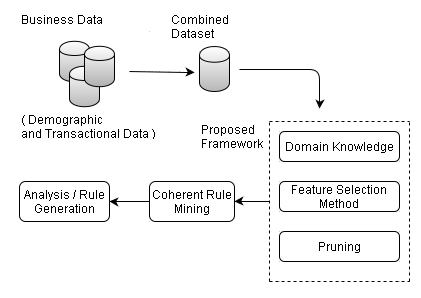 Business Data
Combined
Dataset
( Demographic
and Transactional Data )
Proposed
Framework
Domain Knowledge
Feature Selection
Method
Pruning
Coherent Rule
Mining
Analysis / Rule
Generation